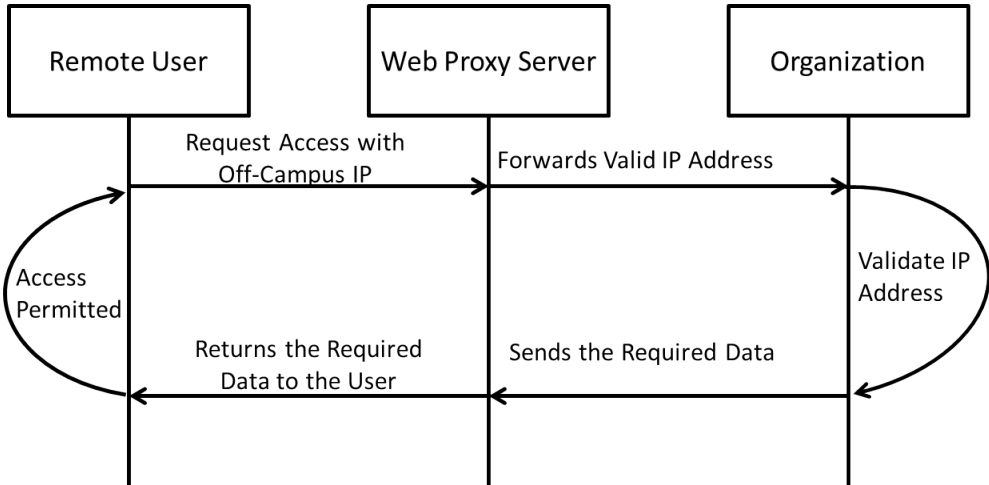 Remote User
Web Proxy Server
Organization
Request Access with
Off-Campus IP
Forwards Valid IP Address
Validate IP
Address
Access
Permitted
Sends the Required Data
Returns the Required
Data to the User